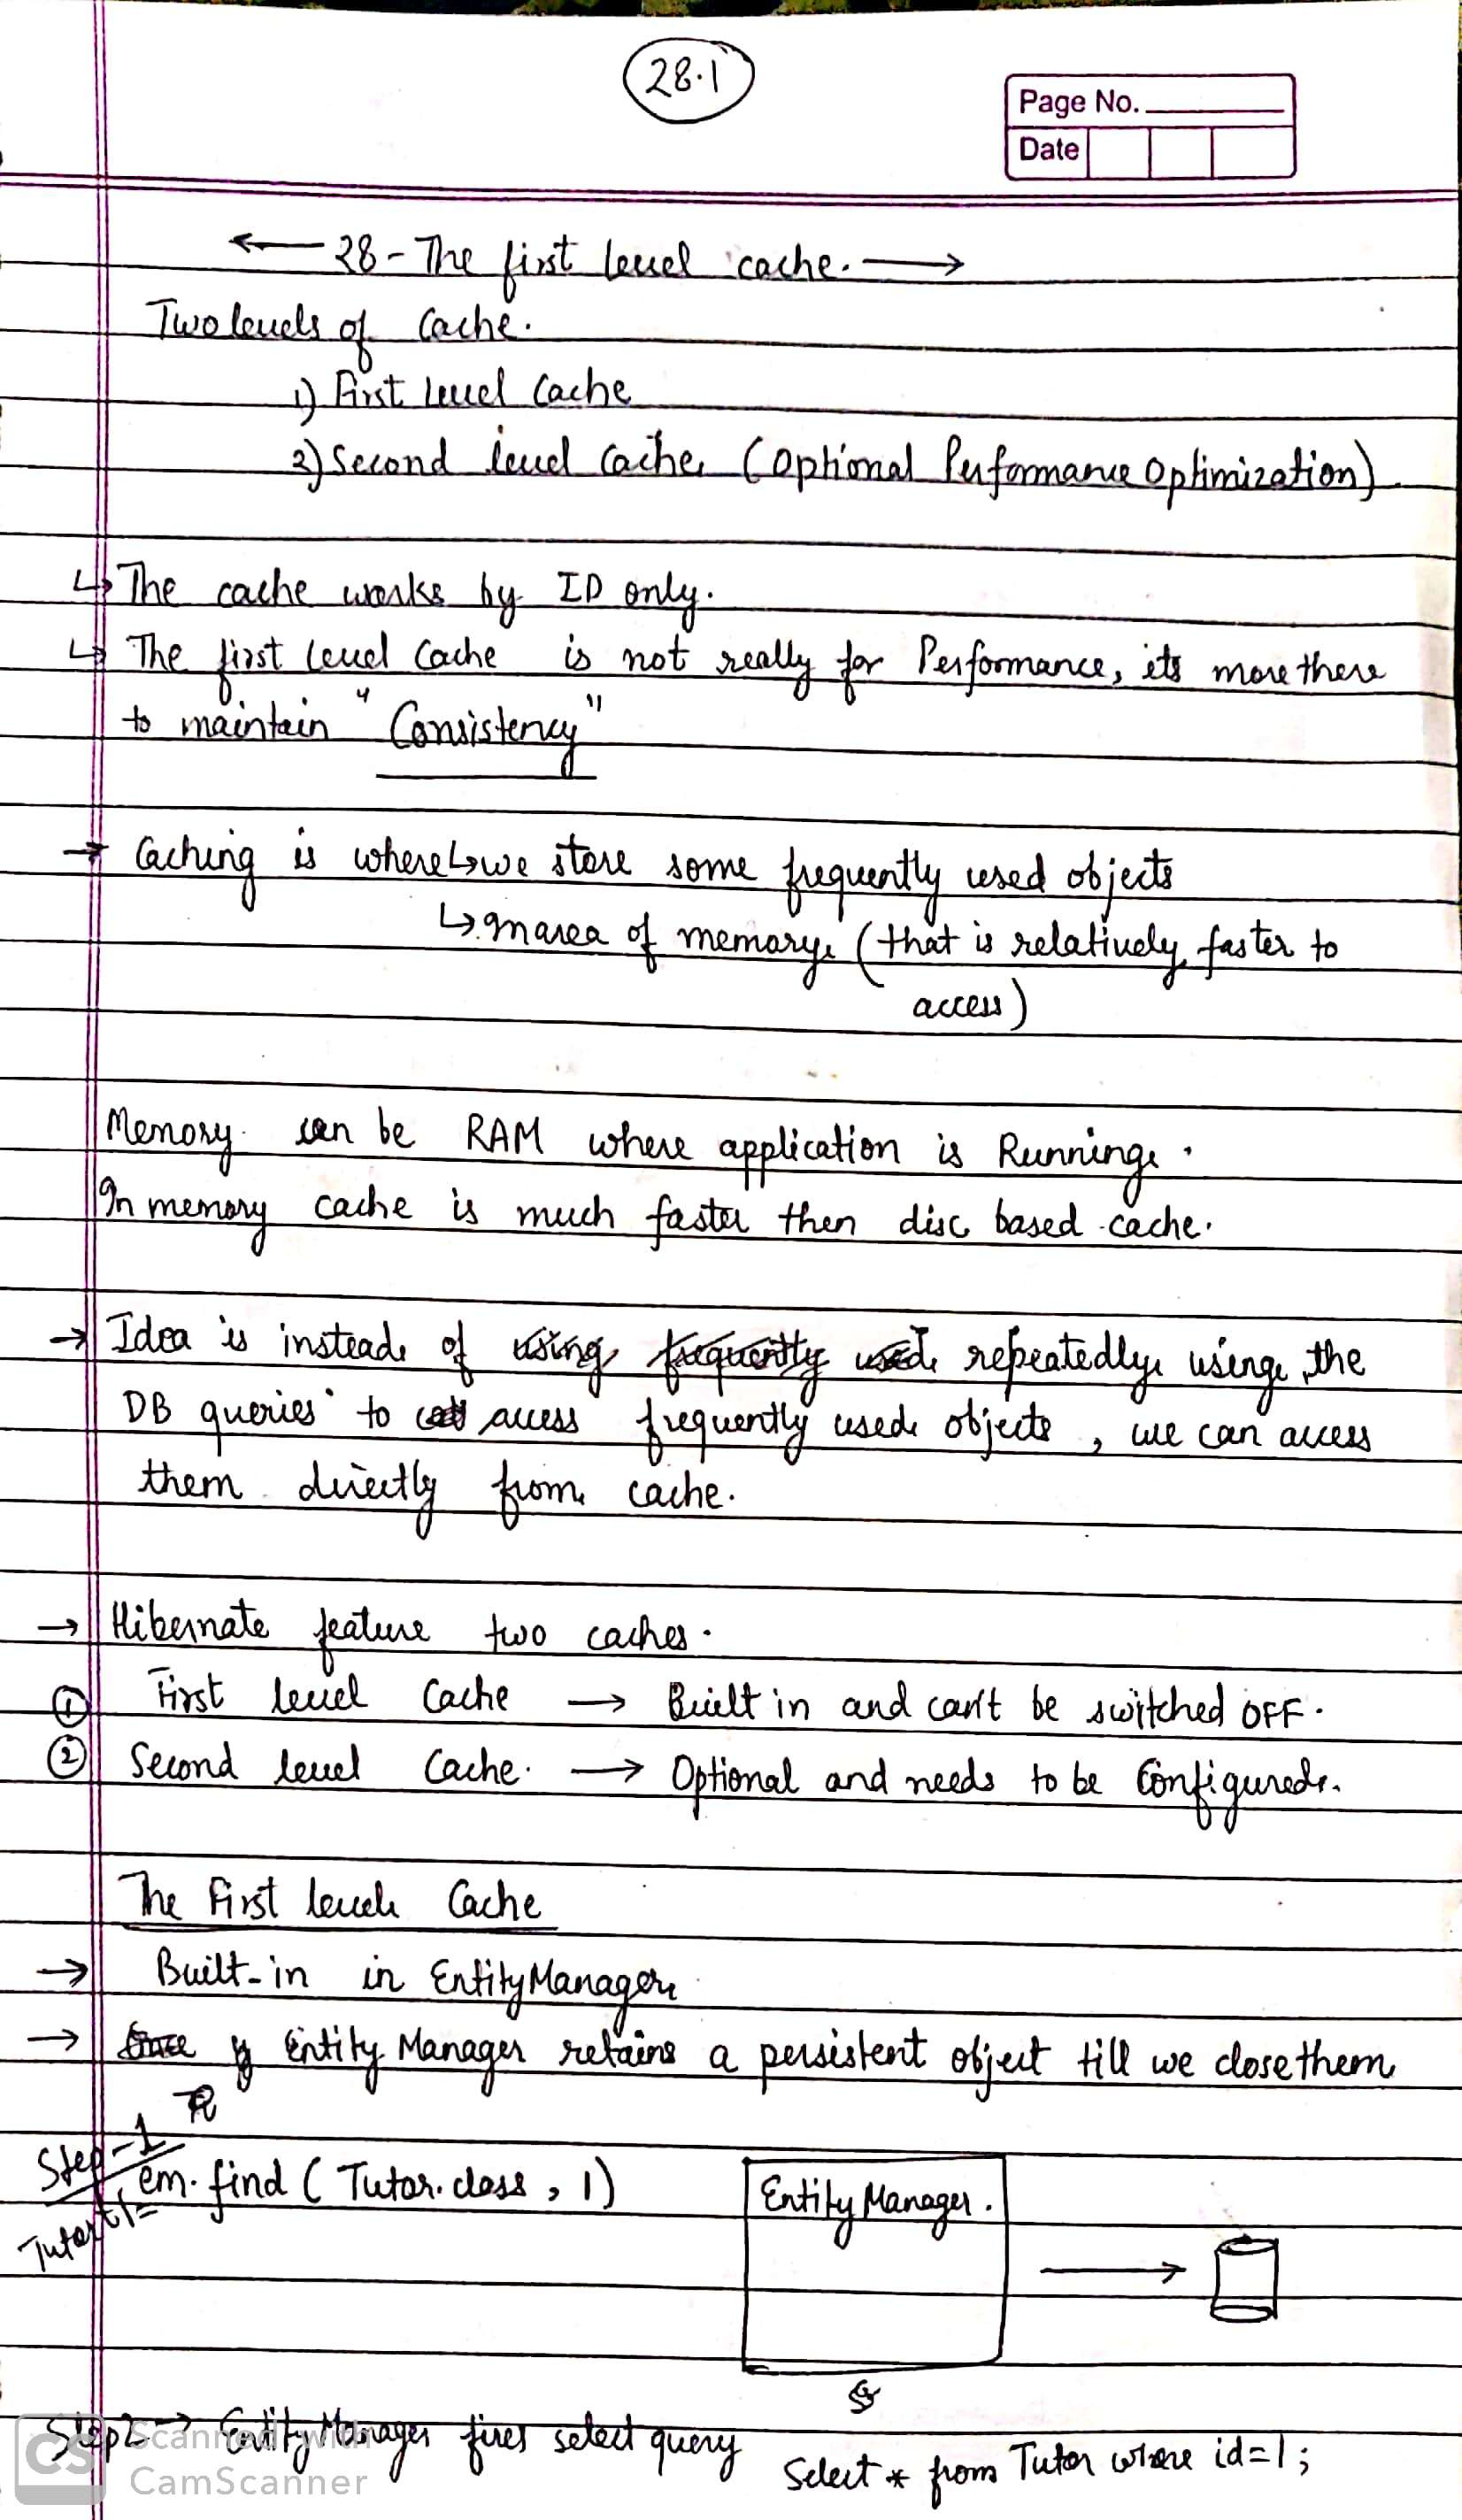 28.1
Page No.
Date
← 28 - The first level cache. →
Two levels of Cache.
1) First Level Cache
2) Second level cache (Optional Performance Optimization).
↳ The cache works by ID only.
↳ The first level Cache is not really for Performance, its more there
to maintain "Consistency"
→ Caching is where ↳ we store some frequently used objects
↳ In area of memory. (that is relatively faster to
access)
Memory can be RAM where application is Running.
In memory cache is much faster then disc based cache.
→ Idea is instead of using frequently used repeatedly using the
DB queries to access frequently used objects, we can access
them directly from cache.
→ Hibernate feature two caches.
① First level Cache → Built in and can't be switched OFF.
② Second level Cache. → Optional and needs to be Configured.
The First level Cache
→ Built-in in EntityManager
→ Entity Manager retains a persistent object till we close them
Step-1
Tutor t1= em.find ( Tutor.class , 1)
Entity Manager.
Step 2 → EntityManager fires select query Select * from Tutor where id=1;
CS Scanned with
CamScanner